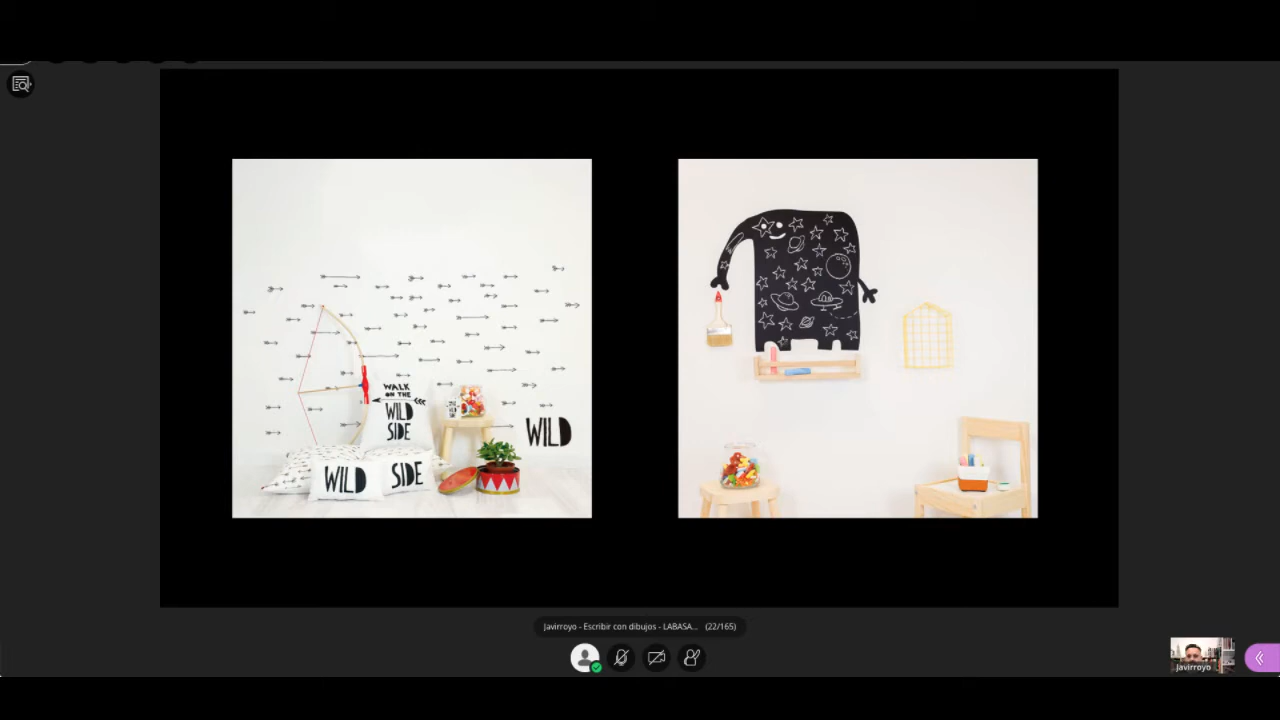 WALK
ON THE
WILD
SIDE
WILD
SIDE
WILD
Javirroyo - Escribir con dibujos - LABASA... (22/165)
Javirroyo